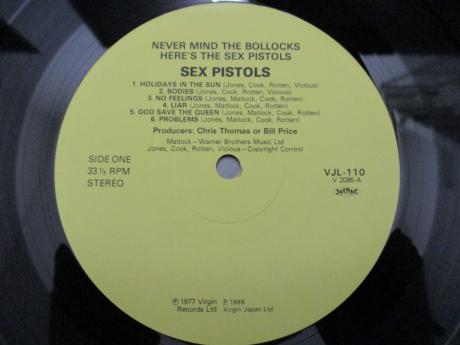 NEVER MIND THE BOLLOCKS
HERE'S THE SEX PISTOLS
SEX PISTOLS
1. HOLIDAYS IN THE SUN (Jones, Cook, Rotten, Vicious)
2. BODIES (Jones, Cook, Rotten, Vicious)
3. NO FEELINGS (Jones, Matlock, Cook, Rotten)
4. LIAR (Jones, Matlock, Cook, Rotten)
5. GOD SAVE THE QUEEN (Jones, Matlock, Cook, Rotten)
6. PROBLEMS (Jones, Matlock, Cook, Rotten)
Producers: Chris Thomas or Bill Price
Matlock – Warner Brothers Music Ltd
Jones, Cook, Rotten, Vicious – Copyright Control
SIDE ONE
33 ⅓ RPM
STEREO
VJL-110
V 2086-A
JASRAC
℗ 1977 Virgin Records Ltd
℗ 1989 Virgin Japan Ltd